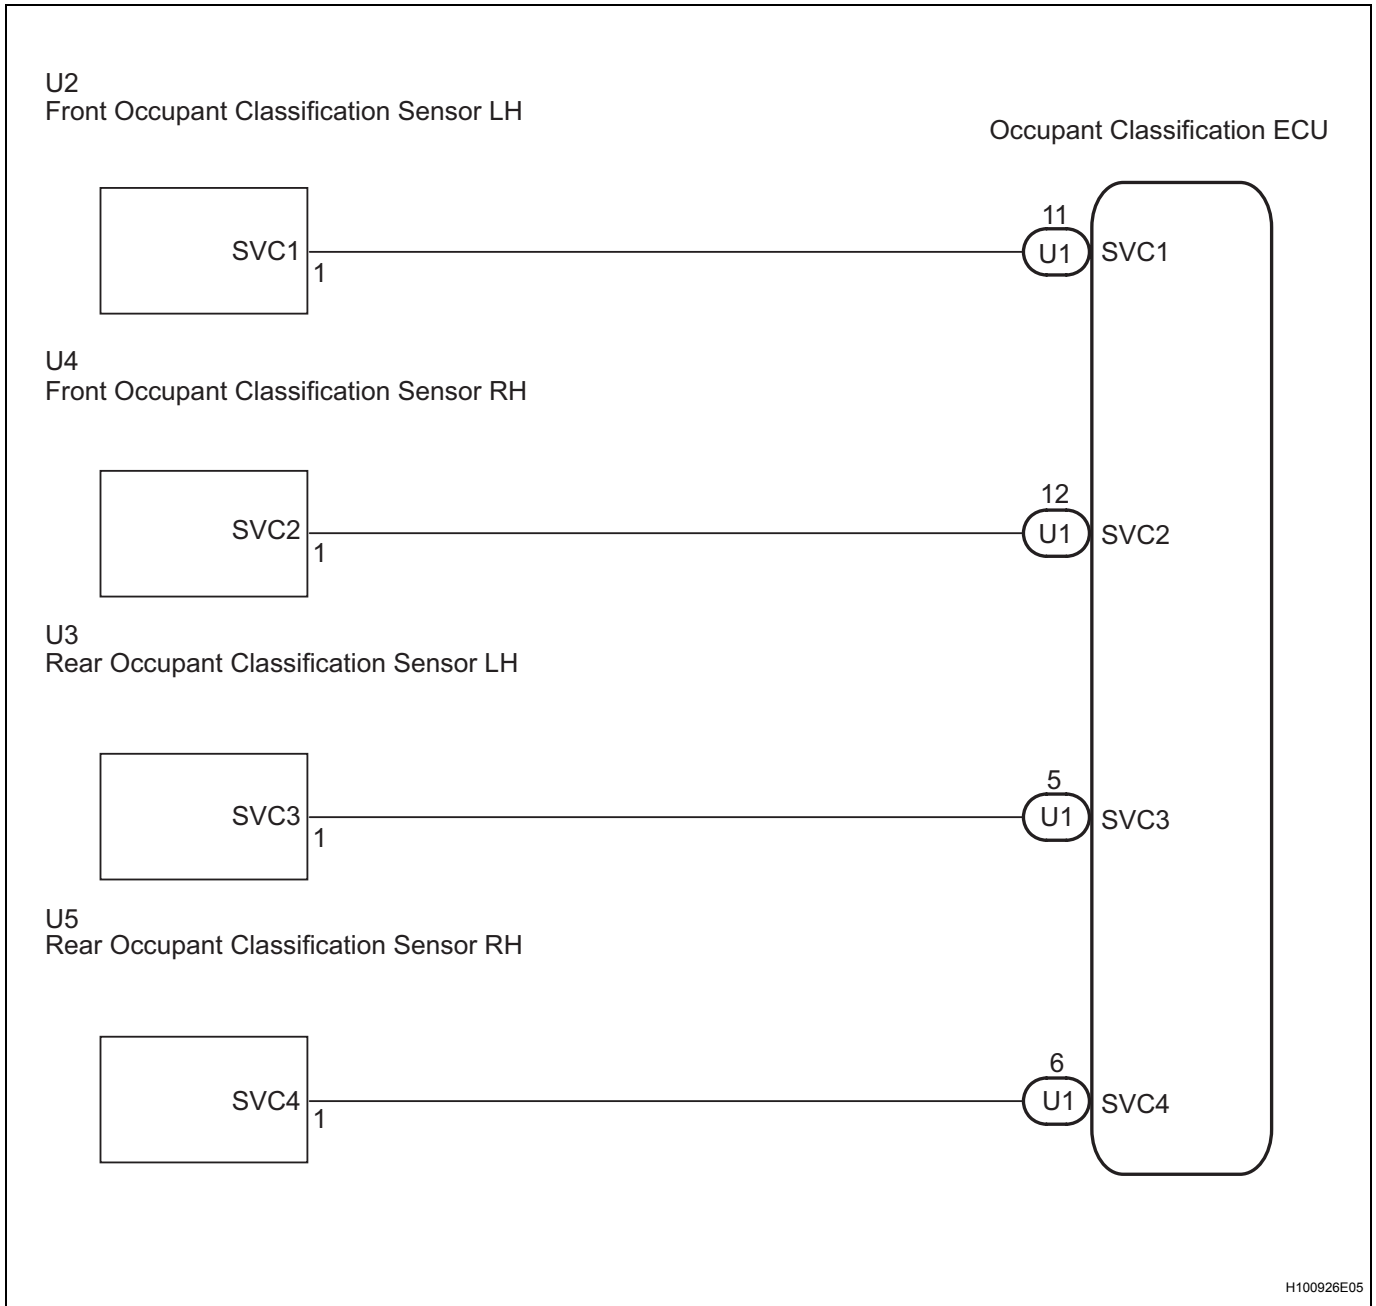 U2
Front Occupant Classification Sensor LH
Occupant Classification ECU
SVC1
1
11
U1
SVC1
U4
Front Occupant Classification Sensor RH
SVC2
1
12
U1
SVC2
U3
Rear Occupant Classification Sensor LH
SVC3
1
5
U1
SVC3
U5
Rear Occupant Classification Sensor RH
SVC4
1
6
U1
SVC4
H100926E05